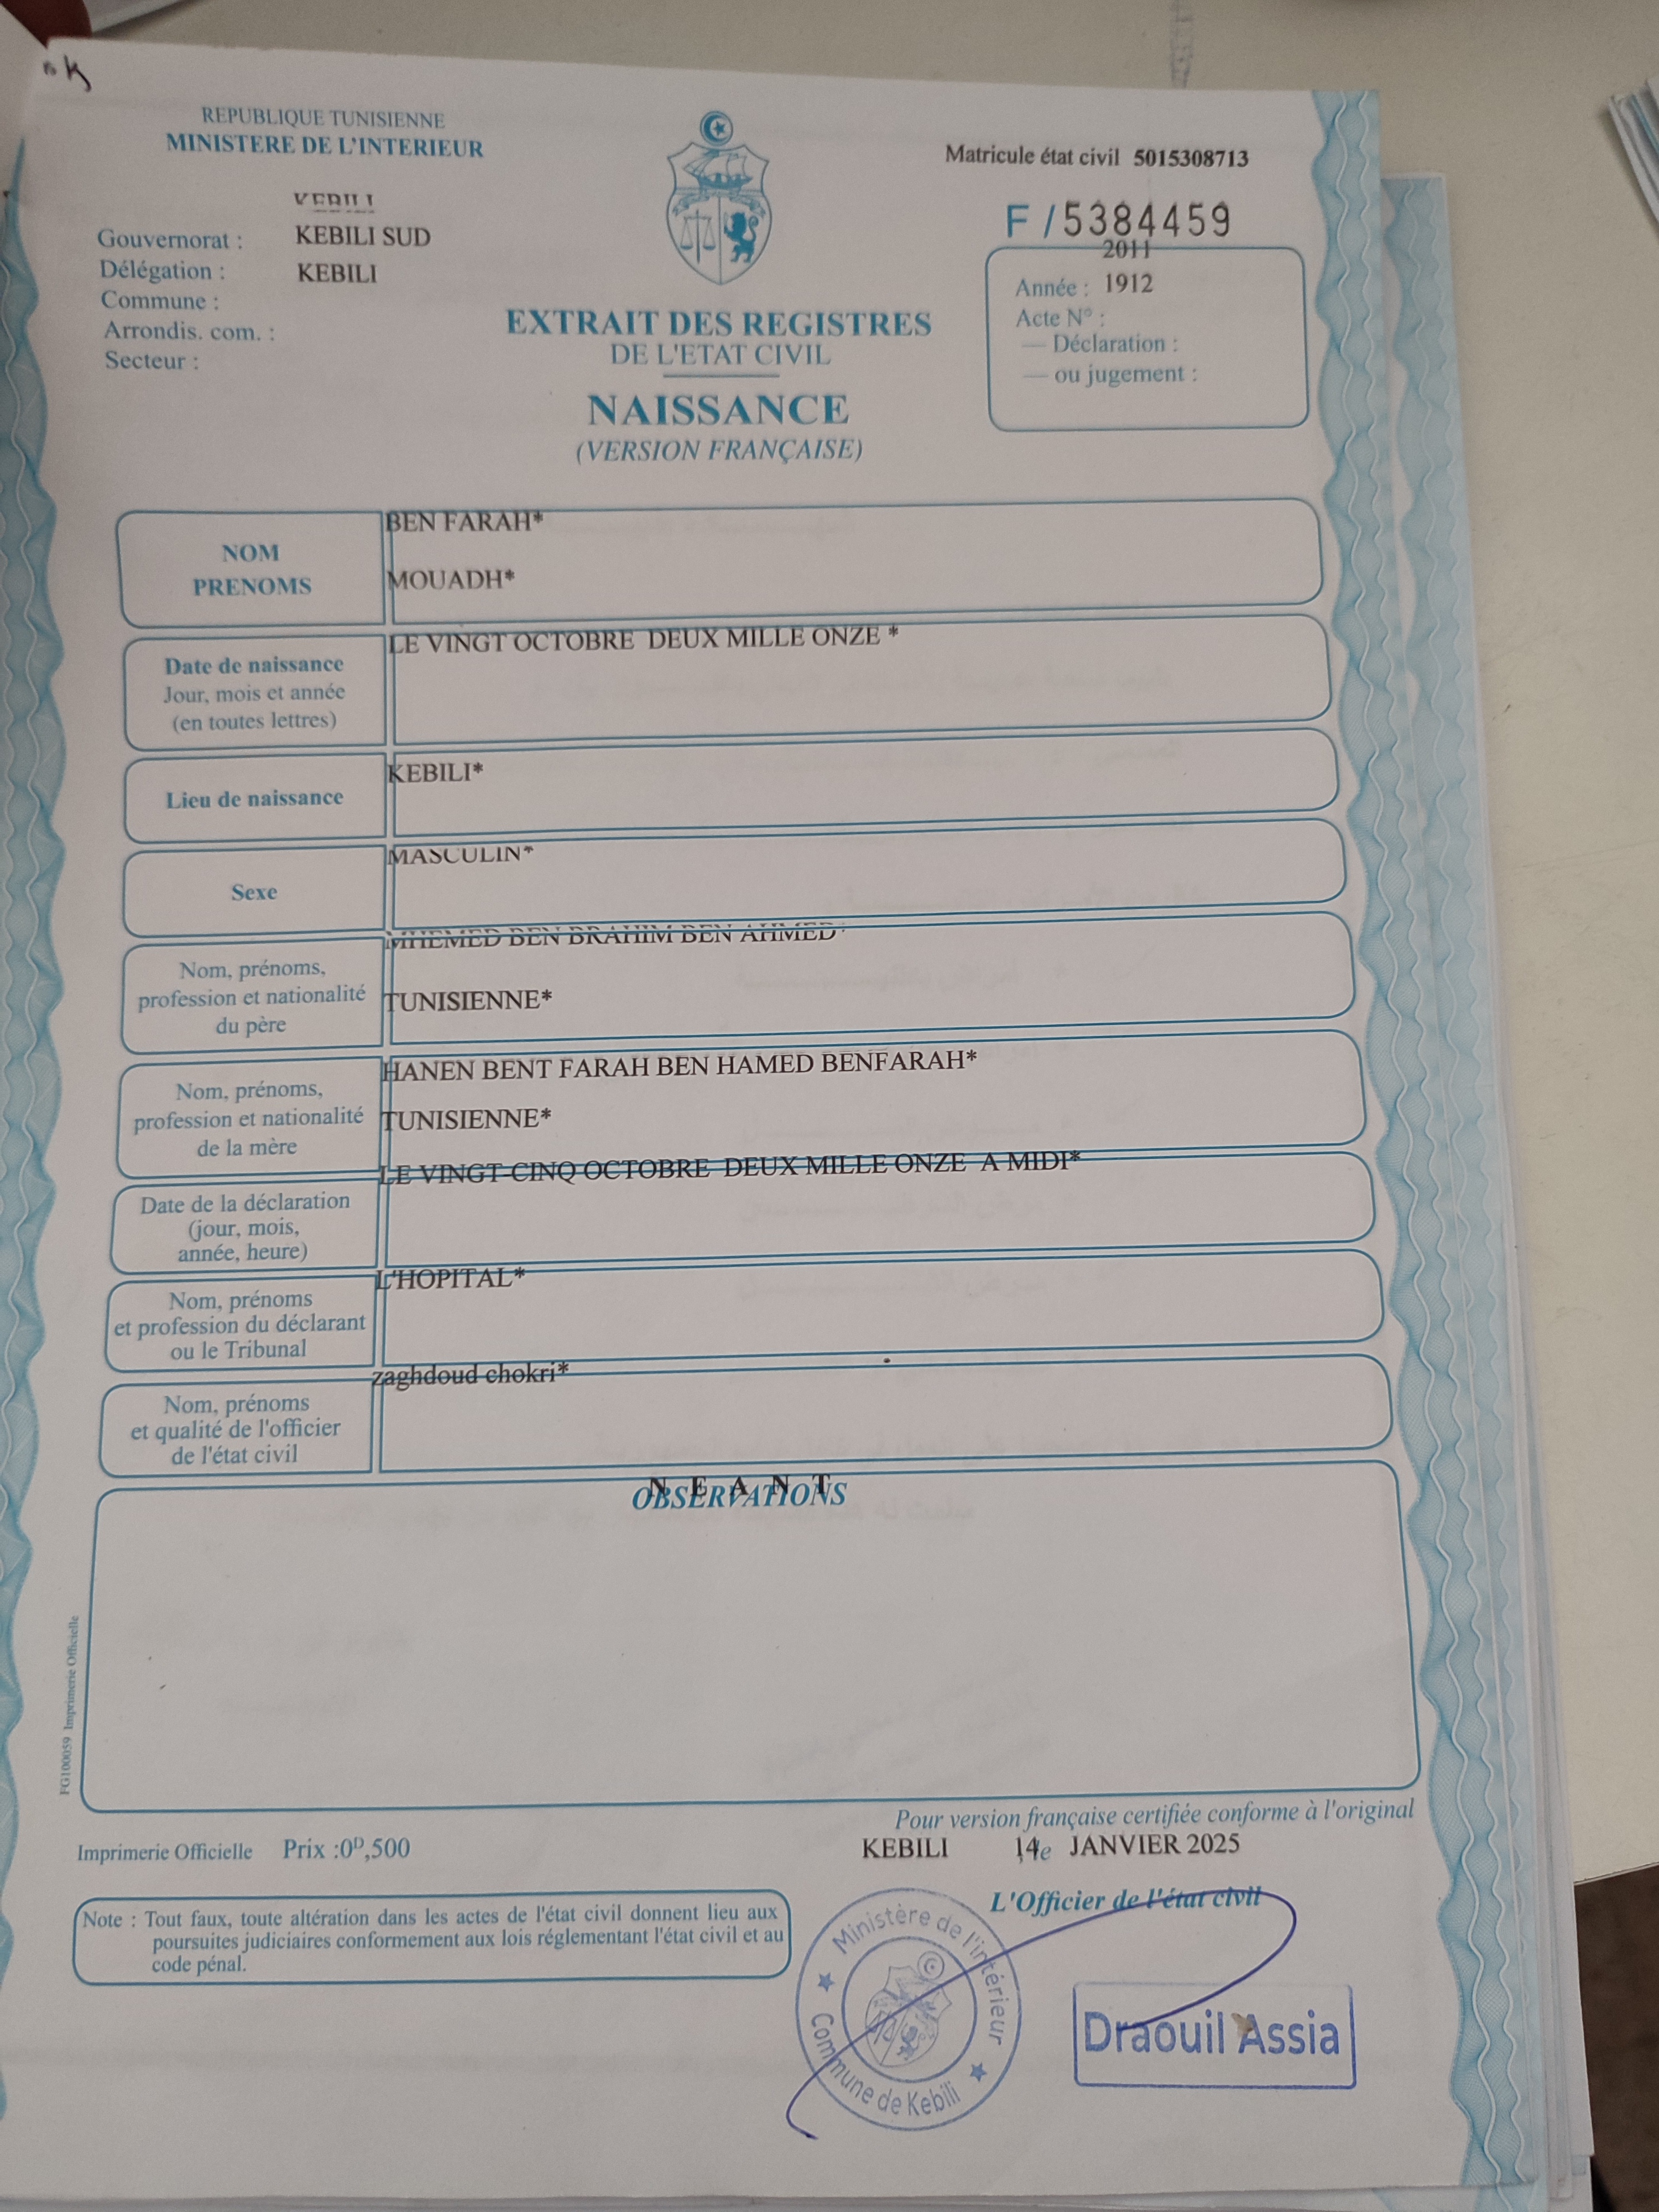 REPUBLIQUE TUNISIENNE
MINISTERE DE L'INTERIEUR
Matricule état civil 5015308713
F / 5384459
KEBILI
Gouvernorat : KEBILI SUD
Délégation : KEBILI
Commune :
Arrondis. com. :
Secteur :
2011
Année : 1912
Acte N° :
— Déclaration :
— ou jugement :
EXTRAIT DES REGISTRES
DE L'ETAT CIVIL
NAISSANCE
(VERSION FRANÇAISE)
NOM
PRENOMS
BEN FARAH*
MOUADH*
Date de naissance
Jour, mois et année
(en toutes lettres)
LE VINGT OCTOBRE DEUX MILLE ONZE *
Lieu de naissance
KEBILI*
Sexe
MASCULIN*
Nom, prénoms,
profession et nationalité
du père
MHEMED BEN BRAHIM BEN AHMED*
TUNISIENNE*
Nom, prénoms,
profession et nationalité
de la mère
HANEN BENT FARAH BEN HAMED BENFARAH*
TUNISIENNE*
Date de la déclaration
(jour, mois,
année, heure)
LE VINGT-CINQ OCTOBRE DEUX MILLE ONZE A MIDI*
Nom, prénoms
et profession du déclarant
ou le Tribunal
L'HOPITAL*
Nom, prénoms
et qualité de l'officier
de l'état civil
zaghdoud chokri*
OBSERVATIONS
N E A N T
FG100059 Imprimerie Officielle
Pour version française certifiée conforme à l'original
Imprimerie Officielle Prix :0ᴰ,500
KEBILI 14e JANVIER 2025
L'Officier de l'état civil
Note : Tout faux, toute altération dans les actes de l'état civil donnent lieu aux
poursuites judiciaires conformement aux lois réglementant l'état civil et au
code pénal.
Ministère de l'intérieur
Commune de Kebili
Draouil Assia